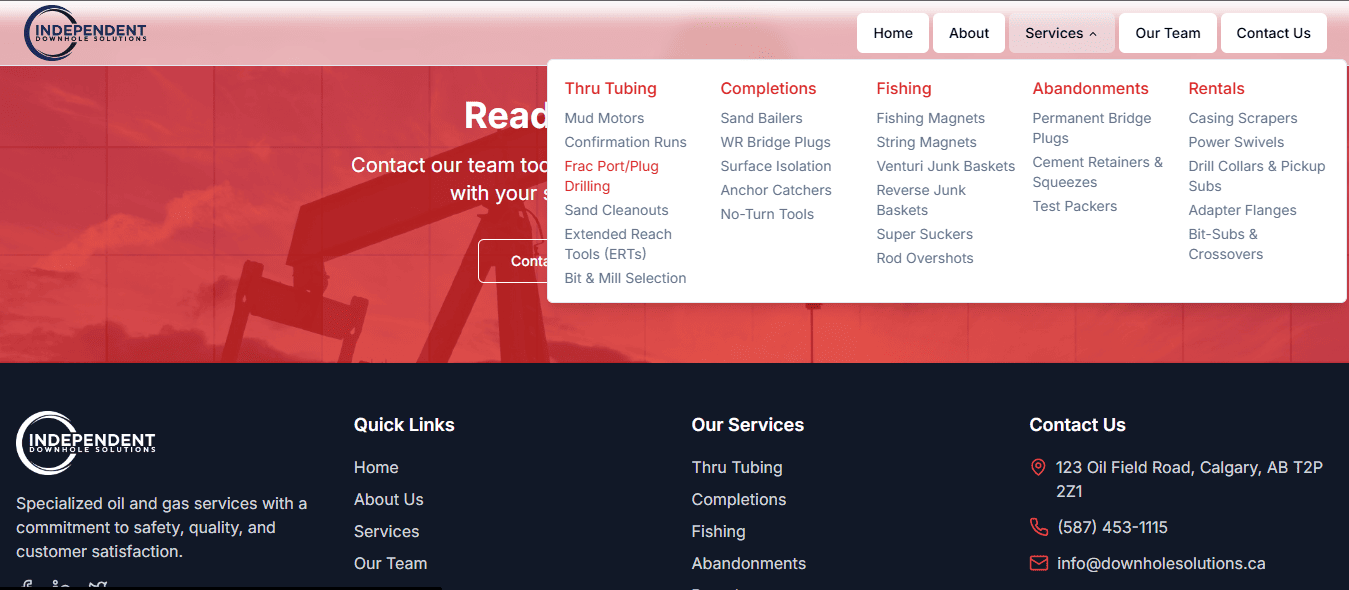 INDEPENDENT
DOWNHOLE SOLUTIONS
Home
About
Services
Our Team
Contact Us
Thru Tubing
Mud Motors
Confirmation Runs
Frac Port/Plug
Drilling
Sand Cleanouts
Extended Reach
Tools (ERTs)
Bit & Mill Selection
Completions
Sand Bailers
WR Bridge Plugs
Surface Isolation
Anchor Catchers
No-Turn Tools
Fishing
Fishing Magnets
String Magnets
Venturi Junk Baskets
Reverse Junk
Baskets
Super Suckers
Rod Overshots
Abandonments
Permanent Bridge
Plugs
Cement Retainers &
Squeezes
Test Packers
Rentals
Casing Scrapers
Power Swivels
Drill Collars & Pickup
Subs
Adapter Flanges
Bit-Subs &
Crossovers
Read
Contact our team
with your
Conta
INDEPENDENT
DOWNHOLE SOLUTIONS
Specialized oil and gas services with a
commitment to safety, quality, and
customer satisfaction.
Quick Links
Home
About Us
Services
Our Team
Our Services
Thru Tubing
Completions
Fishing
Abandonments
Contact Us
123 Oil Field Road, Calgary, AB T2P
2Z1
(587) 453-1115
info@downholesolutions.ca